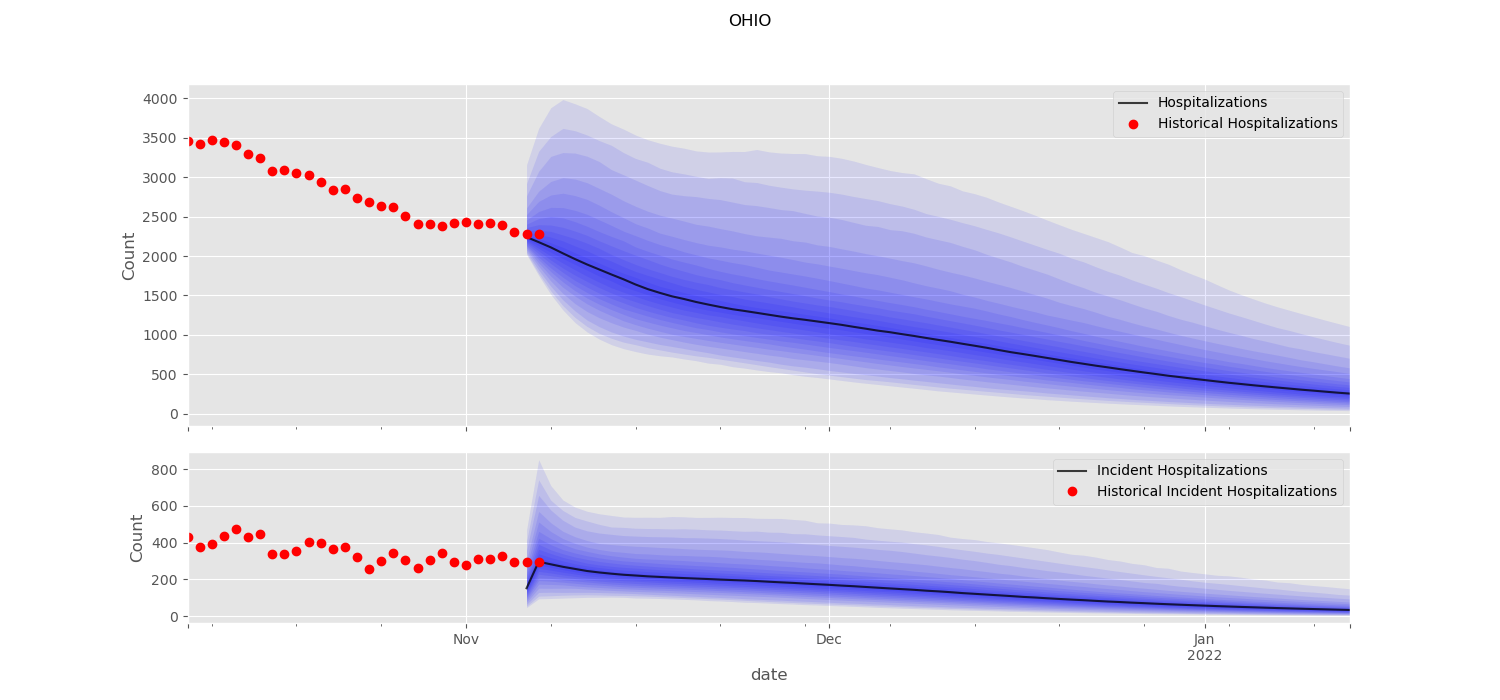 OHIO
4000
3500
3000
2500
2000
1500
1000
500
0
Count
Hospitalizations
Historical Hospitalizations
800
600
400
200
0
Count
Incident Hospitalizations
Historical Incident Hospitalizations
Nov
Dec
Jan
2022
date